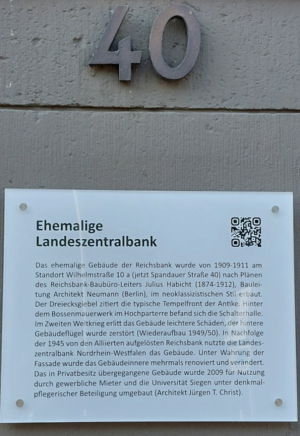 40
Ehemalige
Landeszentralbank
Das ehemalige Gebäude der Reichsbank wurde von 1909-1911 am
Standort Wilhelmstraße 10 a (jetzt Spandauer Straße 40) nach Plänen
des Reichsbank-Baubüro-Leiters Julius Habicht (1874-1912), Baulei-
tung Architekt Neumann (Berlin), im neoklassizistischen Stil erbaut.
Der Dreiecksgiebel zitiert die typische Tempelfront der Antike. Hinter
dem Bossenmauerwerk im Hochparterre befand sich die Schalterhalle.
Im Zweiten Weltkrieg erlitt das Gebäude leichtere Schäden, der hintere
Gebäudeflügel wurde zerstört (Wiederaufbau 1949/50). In Nachfolge
der 1945 von den Alliierten aufgelösten Reichsbank nutzte die Landes-
zentralbank Nordrhein-Westfalen das Gebäude. Unter Wahrung der
Fassade wurde das Gebäudeinnere mehrmals renoviert und verändert.
Das in Privatbesitz übergegangene Gebäude wurde 2009 für Nutzung
durch gewerbliche Mieter und die Universität Siegen unter denkmal-
pflegerischer Beteiligung umgebaut (Architekt Jürgen T. Christ).